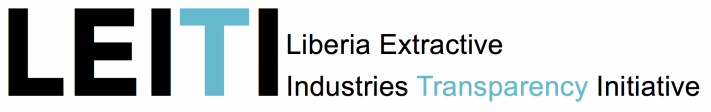 LEITI
Liberia Extractive
Industries Transparency Initiative